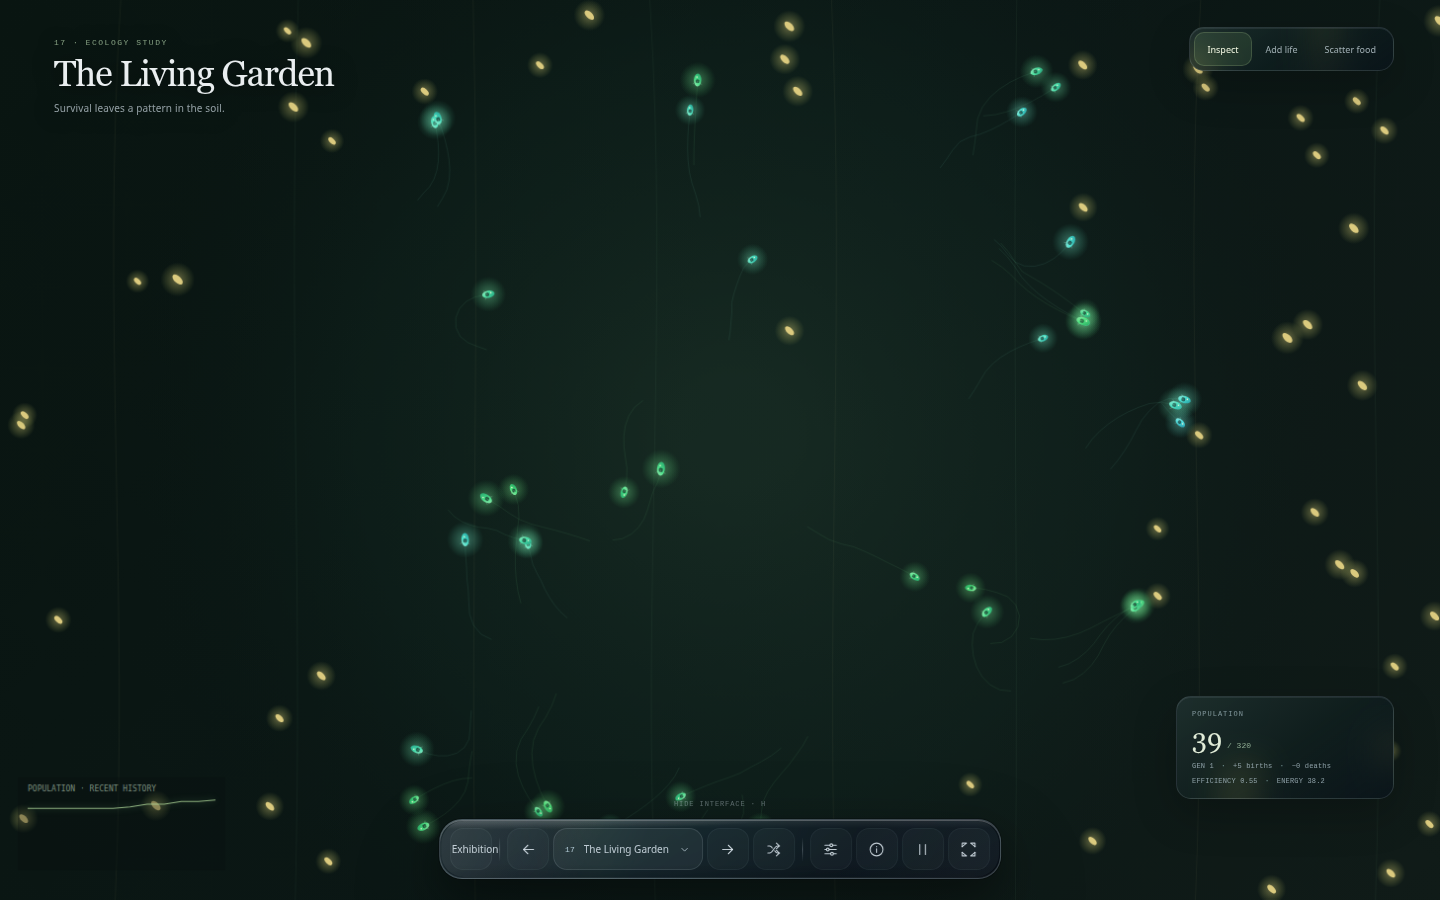 17 · ECOLOGY STUDY
The Living Garden
Survival leaves a pattern in the soil.
Inspect
Add life
Scatter food
POPULATION
39 / 320
GEN 1 · +5 births · −0 deaths
EFFICIENCY 0.55 · ENERGY 38.2
POPULATION · RECENT HISTORY
HIDE INTERFACE · H
Exhibition
17 The Living Garden